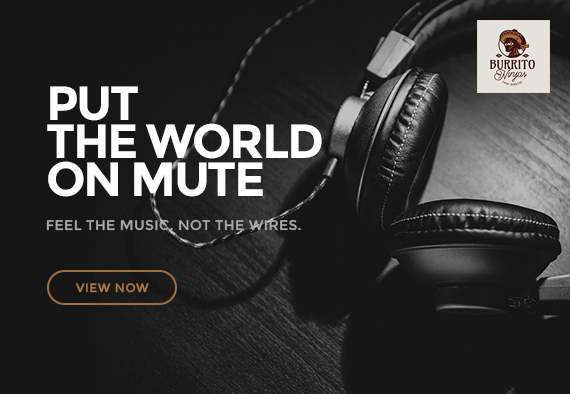 BURRITO
Ninjas
PUT
THE WORLD
ON MUTE
FEEL THE MUSIC, NOT THE WIRES.
VIEW NOW